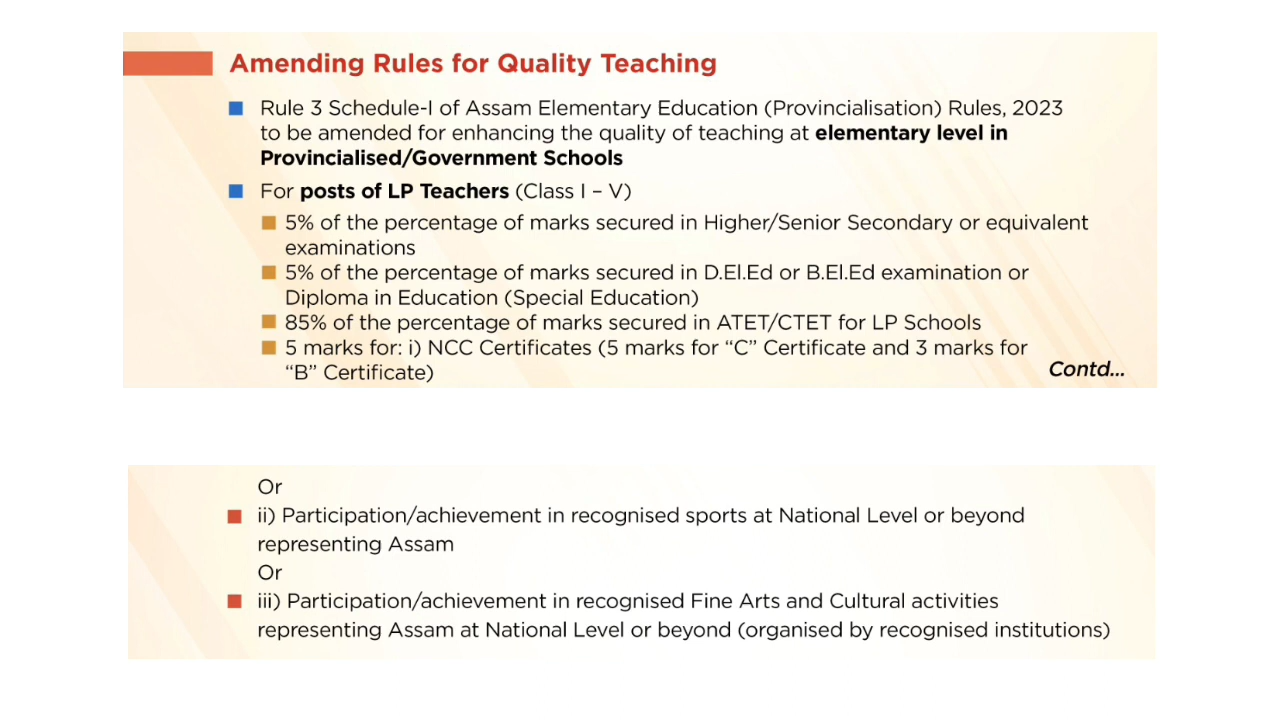 Amending Rules for Quality Teaching
Rule 3 Schedule-I of Assam Elementary Education (Provincialisation) Rules, 2023
to be amended for enhancing the quality of teaching at elementary level in
Provincialised/Government Schools
For posts of LP Teachers (Class I – V)
5% of the percentage of marks secured in Higher/Senior Secondary or equivalent
examinations
5% of the percentage of marks secured in D.El.Ed or B.El.Ed examination or
Diploma in Education (Special Education)
85% of the percentage of marks secured in ATET/CTET for LP Schools
5 marks for: i) NCC Certificates (5 marks for “C” Certificate and 3 marks for
“B” Certificate)
Contd...
Or
ii) Participation/achievement in recognised sports at National Level or beyond
representing Assam
Or
iii) Participation/achievement in recognised Fine Arts and Cultural activities
representing Assam at National Level or beyond (organised by recognised institutions)